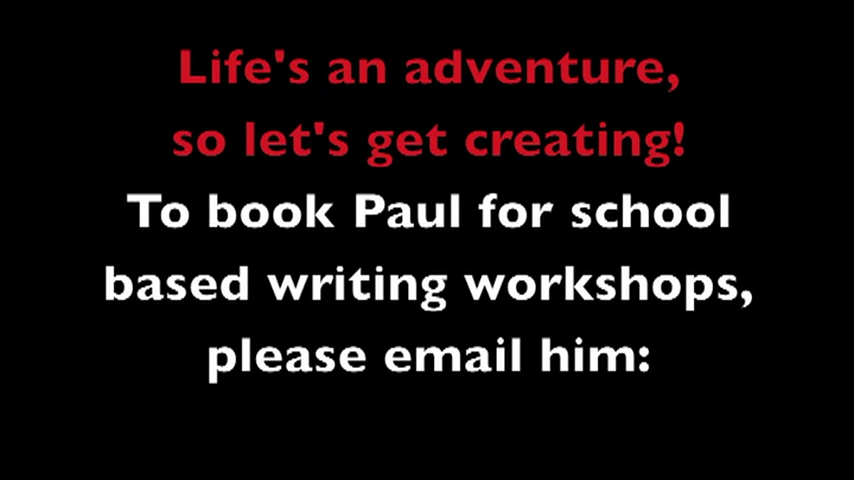 Life's an adventure,
so let's get creating!
To book Paul for school
based writing workshops,
please email him: